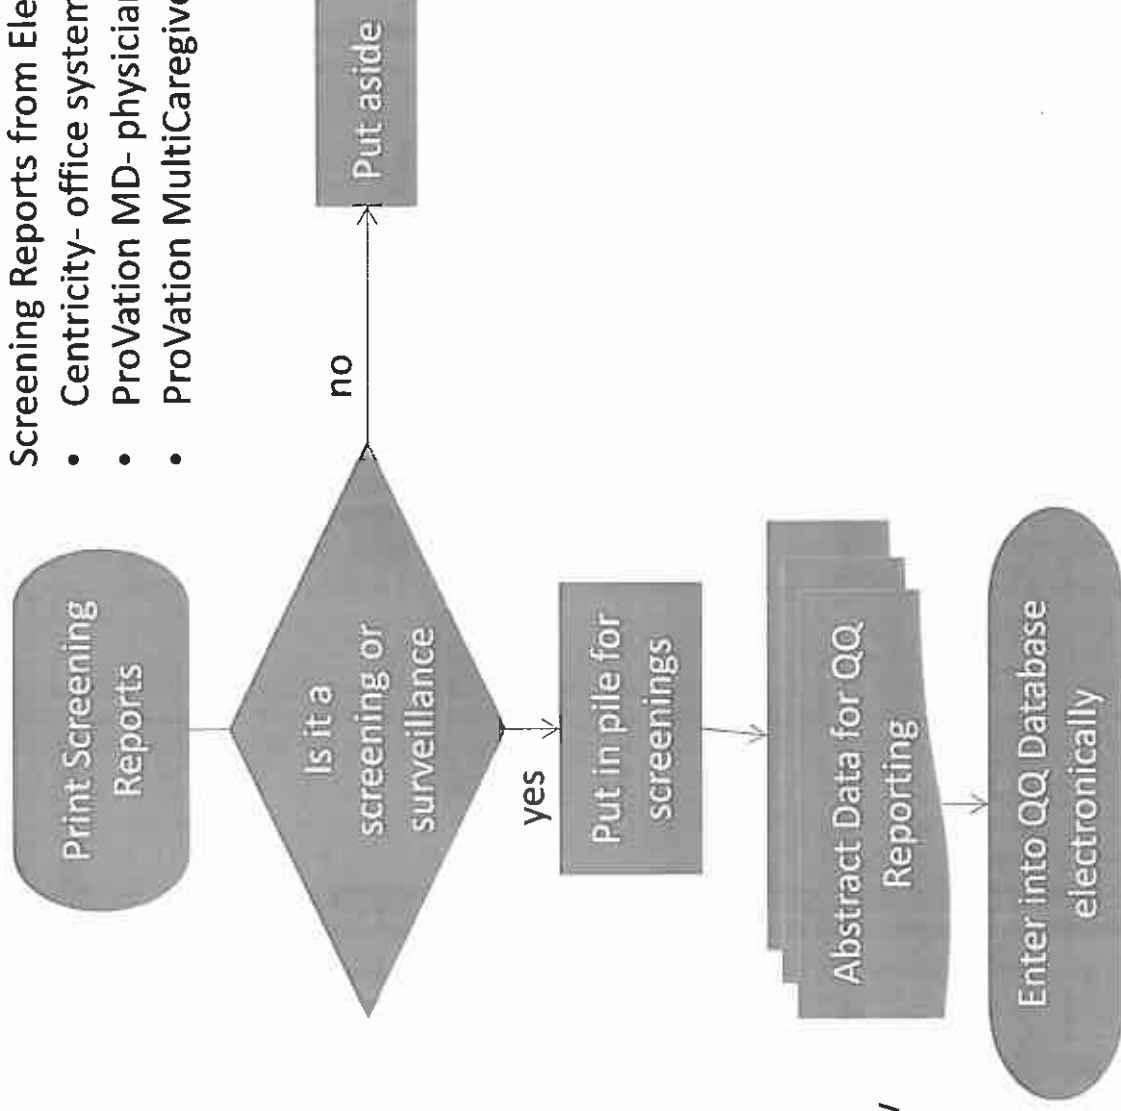 Screening Reports from Ele
• Centricity- office system
• ProVation MD- physician
• ProVation MultiCaregive
Print Screening
Reports
Is it a
screening or
surveillance
no
Put aside
yes
Put in pile for
screenings
Abstract Data for QQ
Reporting
Enter into QQ Database
electronically